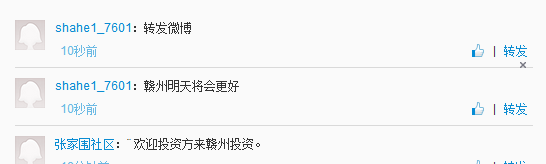 shahe1_7601：转发微博
10秒前 | 转发
shahe1_7601：赣州明天将会更好
10秒前 | 转发
张家围社区：¨欢迎投资方来赣州投资。